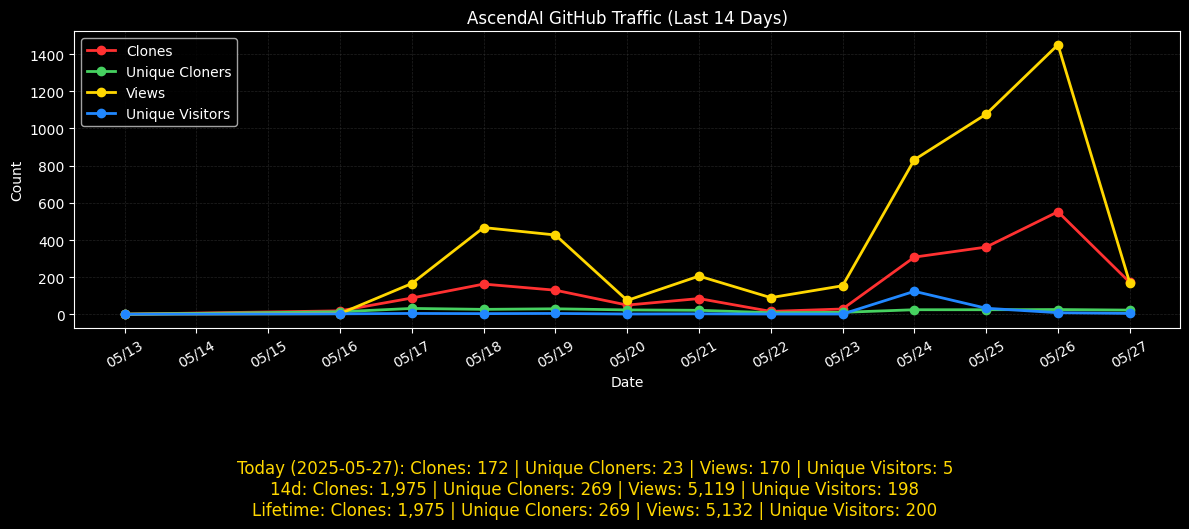 AscendAI GitHub Traffic (Last 14 Days)
Clones
Unique Cloners
Views
Unique Visitors
Count
1400
1200
1000
800
600
400
200
0
05/13 05/14 05/15 05/16 05/17 05/18 05/19 05/20 05/21 05/22 05/23 05/24 05/25 05/26 05/27
Date
Today (2025-05-27): Clones: 172 | Unique Cloners: 23 | Views: 170 | Unique Visitors: 5
14d: Clones: 1,975 | Unique Cloners: 269 | Views: 5,119 | Unique Visitors: 198
Lifetime: Clones: 1,975 | Unique Cloners: 269 | Views: 5,132 | Unique Visitors: 200